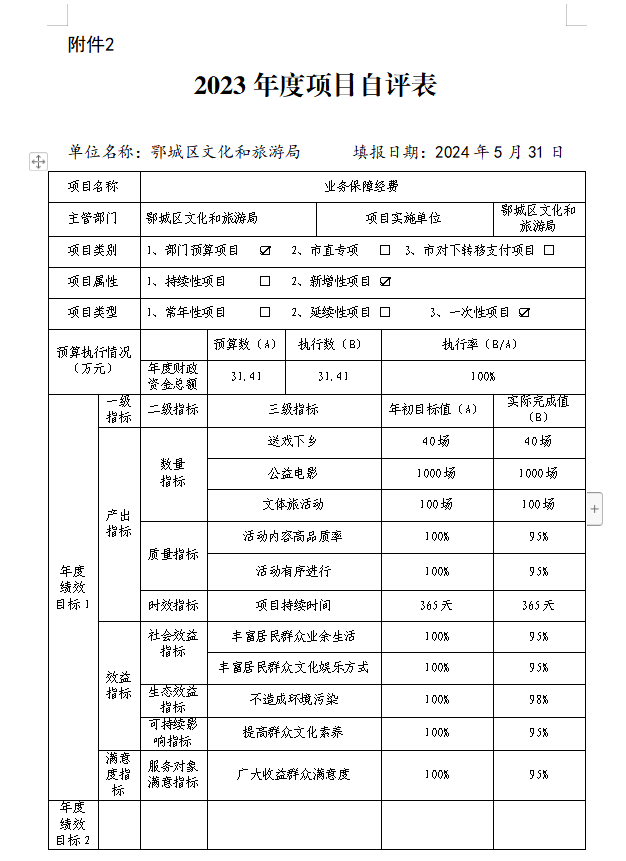 附件2
2023 年度项目自评表
单位名称：鄂城区文化和旅游局 填报日期：2024 年 5 月 31 日
项目名称 业务保障经费
主管部门 鄂城区文化和旅游局 项目实施单位 鄂城区文化和旅游局
项目类别 1、部门预算项目 ☑ 2、市直专项 □ 3、市对下转移支付项目 □
项目属性 1、持续性项目 □ 2、新增性项目 ☑
项目类型 1、常年性项目 □ 2、延续性项目 □ 3、一次性项目 ☑
预算执行情况（万元） 预算数（A） 执行数（B） 执行率（B/A）
年度财政资金总额 31.41 31.41 100%
年度绩效目标1 一级指标 二级指标 三级指标 年初目标值（A） 实际完成值（B）
产出指标 数量指标 送戏下乡 40场 40场
公益电影 1000场 1000场
文体旅活动 100场 100场
质量指标 活动内容高品质率 100% 95%
活动有序进行 100% 95%
时效指标 项目持续时间 365天 365天
效益指标 社会效益指标 丰富居民群众业余生活 100% 95%
丰富居民群众文化娱乐方式 100% 95%
生态效益指标 不造成环境污染 100% 98%
可持续影响指标 提高群众文化素养 100% 95%
满意度指标 服务对象满意指标 广大收益群众满意度 100% 95%
年度绩效目标2